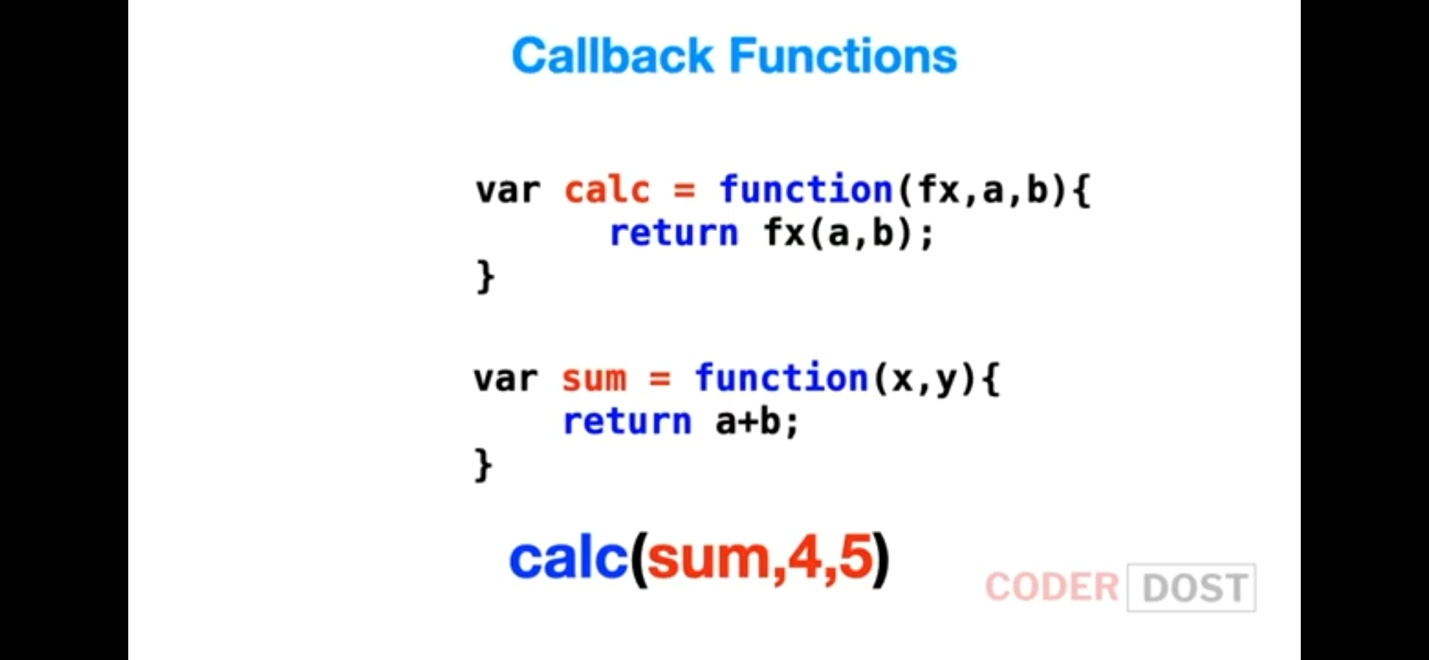 Callback Functions
var calc = function(fx,a,b){
return fx(a,b);
}
var sum = function(x,y){
return a+b;
}
calc(sum,4,5)
CODER DOST